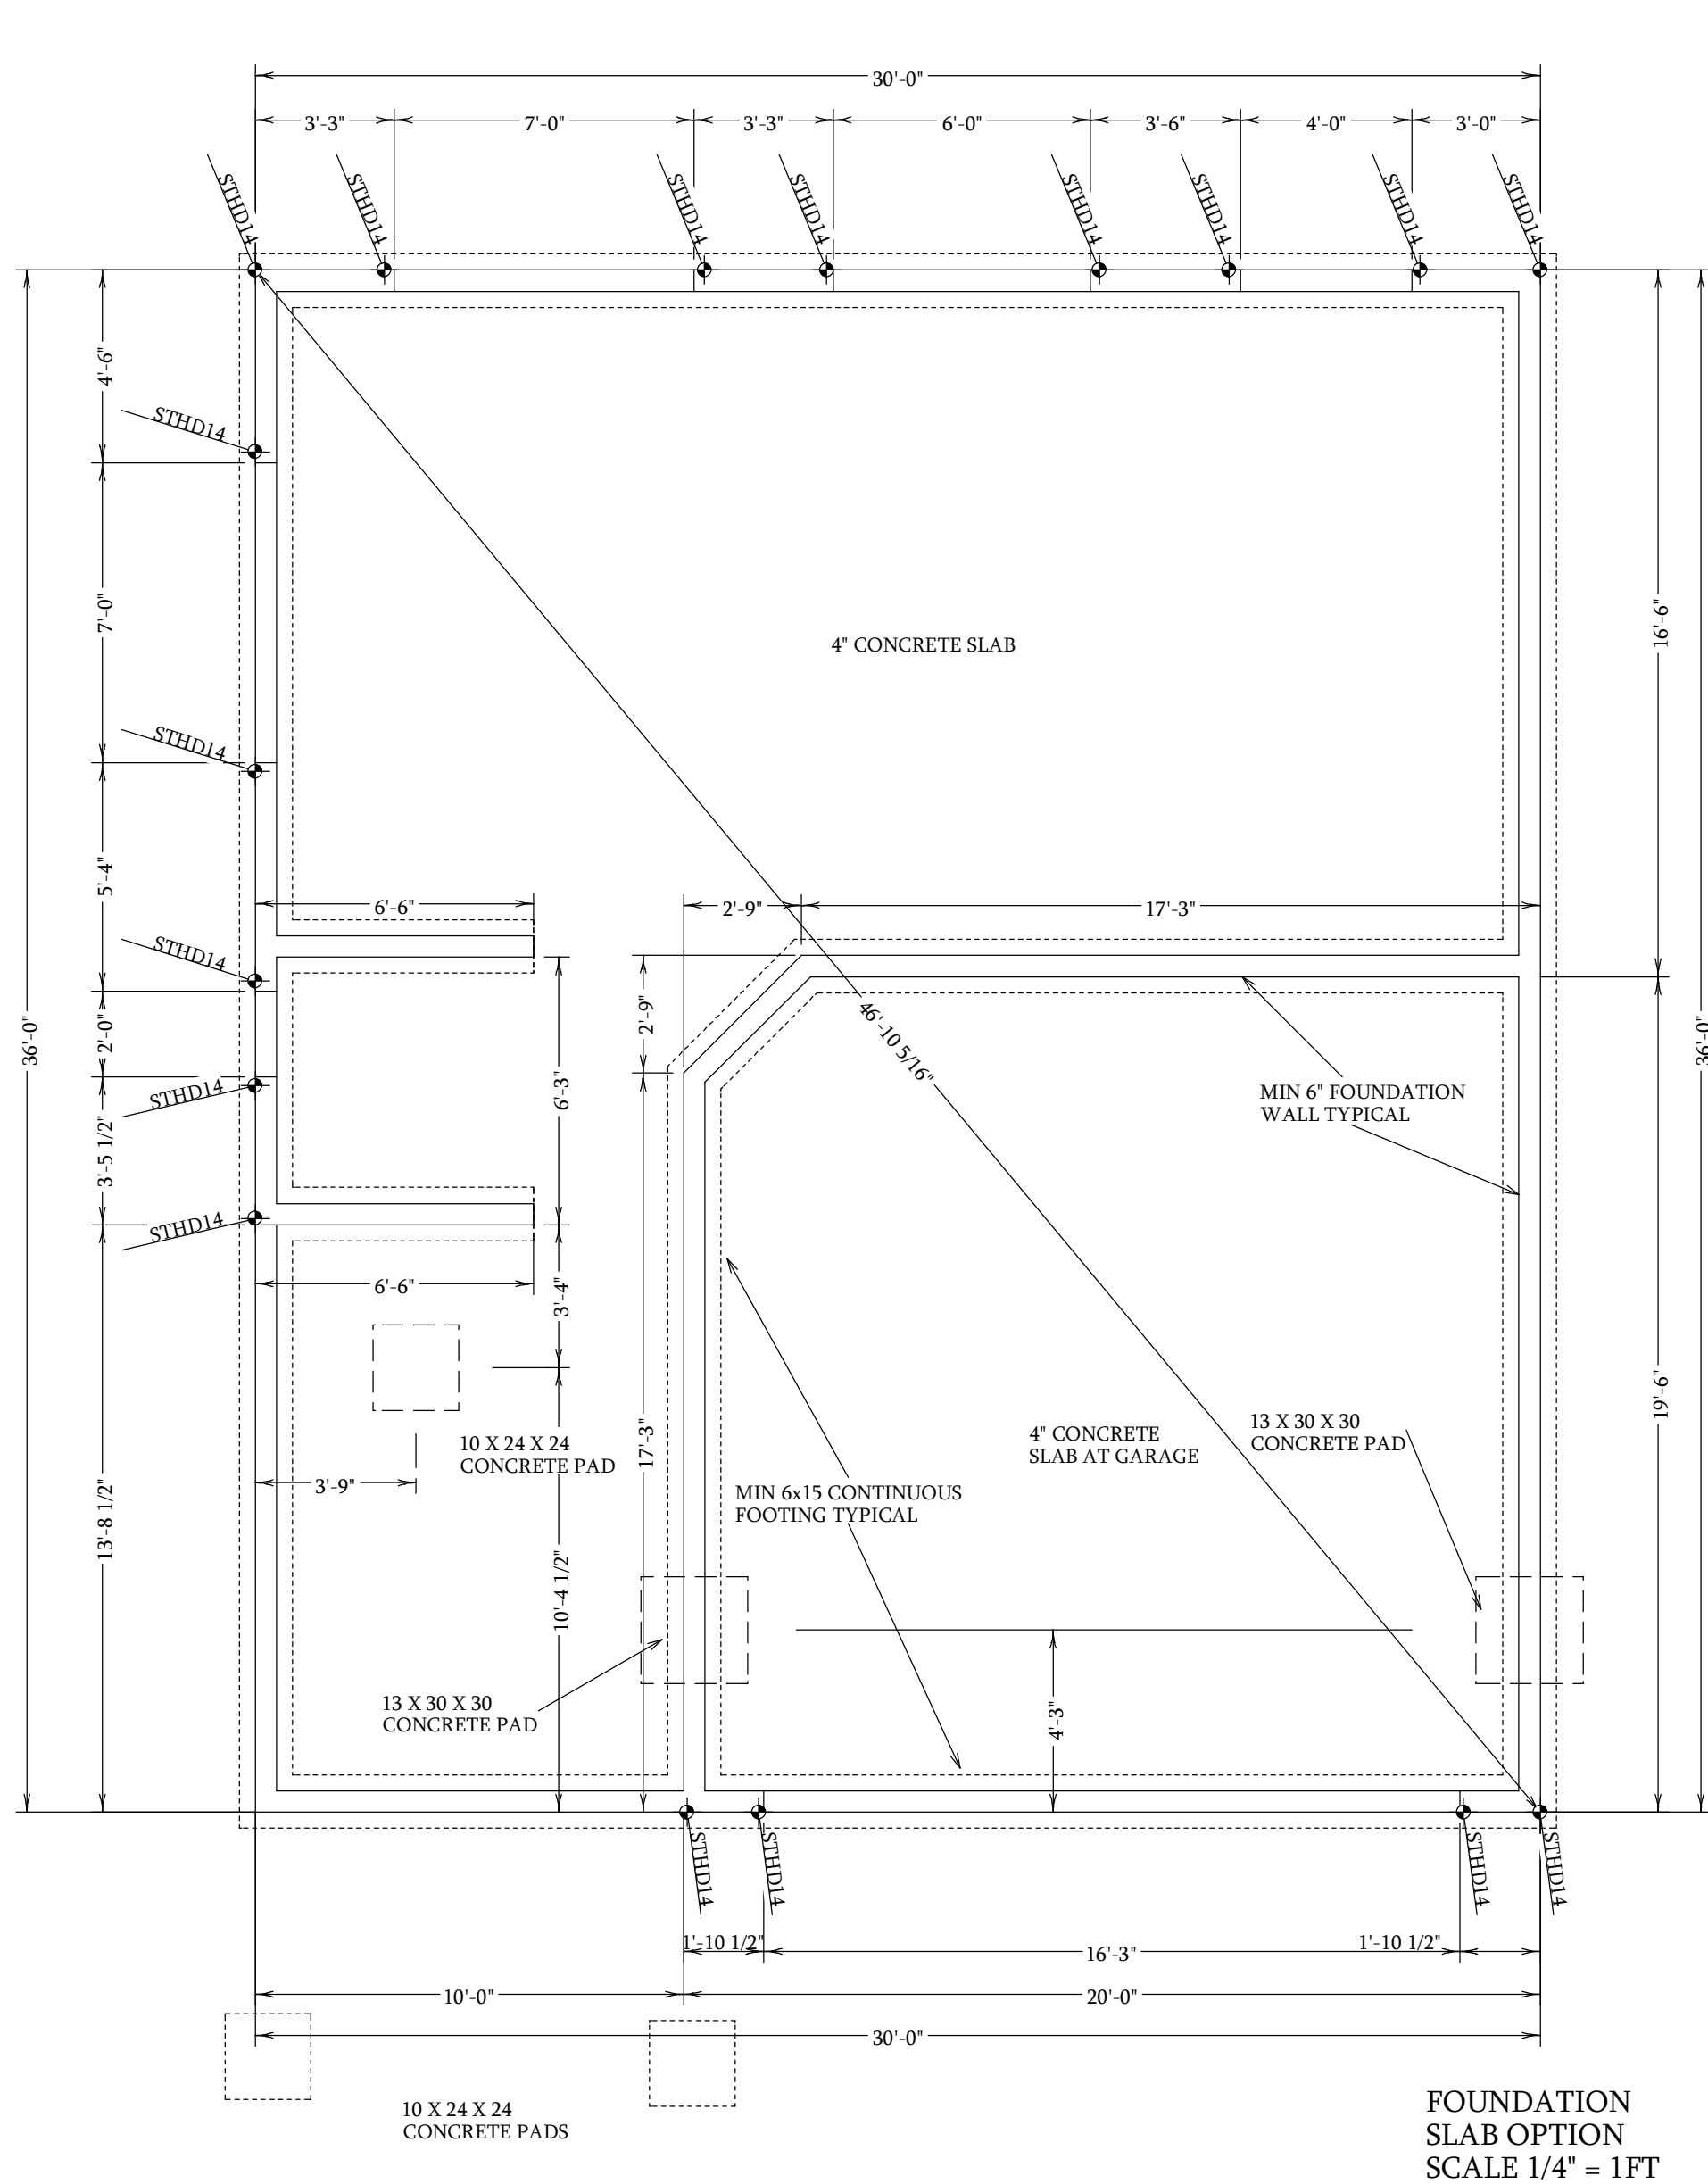 30'-0"
3'-3"
7'-0"
3'-3"
6'-0"
3'-6"
4'-0"
3'-0"
STHD14
STHD14
STHD14
STHD14
STHD14
STHD14
STHD14
STHD14
4'-6"
STHD14
7'-0"
16'-6"
4" CONCRETE SLAB
STHD14
5'-4"
6'-6"
2'-9"
17'-3"
STHD14
36'-0"
2'-0"
2'-9"
46'-10 5/16"
36'-0"
STHD14
6'-3"
MIN 6" FOUNDATION
WALL TYPICAL
3'-5 1/2"
STHD14
6'-6"
3'-4"
19'-6"
10 X 24 X 24
CONCRETE PAD
17'-3"
4" CONCRETE
SLAB AT GARAGE
13 X 30 X 30
CONCRETE PAD
3'-9"
13'-8 1/2"
MIN 6x15 CONTINUOUS
FOOTING TYPICAL
10'-4 1/2"
13 X 30 X 30
CONCRETE PAD
4'-3"
STHD14
STHD14
STHD14
STHD14
1'-10 1/2"
16'-3"
1'-10 1/2"
10'-0"
20'-0"
30'-0"
10 X 24 X 24
CONCRETE PADS
FOUNDATION
SLAB OPTION
SCALE 1/4" = 1FT